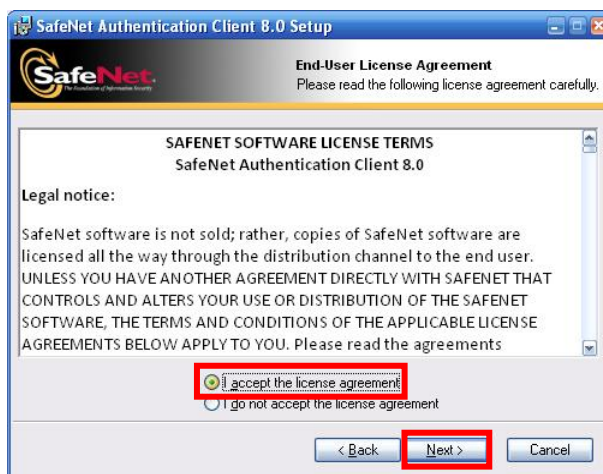 SafeNet Authentication Client 8.0 Setup
SafeNet.
The Foundation of Information Security
End-User License Agreement
Please read the following license agreement carefully.
SAFENET SOFTWARE LICENSE TERMS
SafeNet Authentication Client 8.0
Legal notice:
SafeNet software is not sold; rather, copies of SafeNet software are
licensed all the way through the distribution channel to the end user.
UNLESS YOU HAVE ANOTHER AGREEMENT DIRECTLY WITH SAFENET THAT
CONTROLS AND ALTERS YOUR USE OR DISTRIBUTION OF THE SAFENET
SOFTWARE, THE TERMS AND CONDITIONS OF THE APPLICABLE LICENSE
AGREEMENTS BELOW APPLY TO YOU. Please read the agreements
I accept the license agreement
I do not accept the license agreement
< Back Next > Cancel